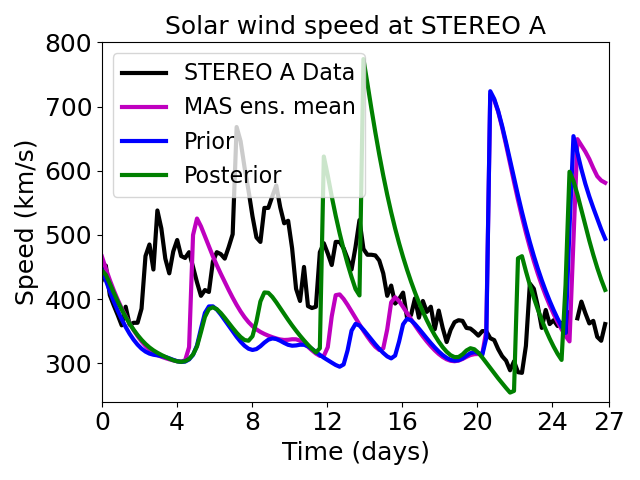 Solar wind speed at STEREO A
800
700
600
500
400
300
Speed (km/s)
STEREO A Data
MAS ens. mean
Prior
Posterior
0 4 8 12 16 20 24 27
Time (days)